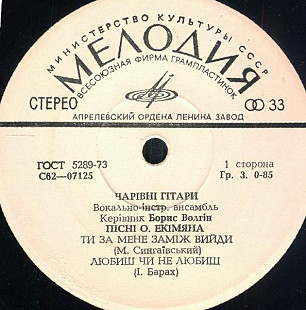 МИНИСТЕРСТВО КУЛЬТУРЫ СССР
МЕЛОДИЯ
ВСЕСОЮЗНАЯ ФИРМА ГРАМПЛАСТИНОК
СТЕРЕО 33
АПРЕЛЕВСКИЙ ОРДЕНА ЛЕНИНА ЗАВОД
ГОСТ 5289-73 1 сторона
С62—07125 Гр. 3. 0-85
ЧАРІВНІ ГІТАРИ
Вокально-інстр. ансамбль
Керівник Борис Волгін
ПІСНІ О. ЕКІМЯНА
ТИ ЗА МЕНЕ ЗАМІЖ ВИЙДИ
(М. Сингаївський)
ЛЮБИШ ЧИ НЕ ЛЮБИШ
(І. Барах)